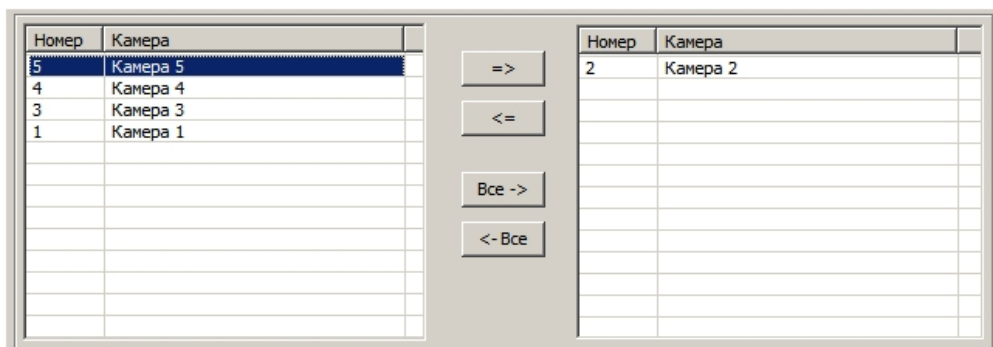 Номер Камера
5 Камера 5
4 Камера 4
3 Камера 3
1 Камера 1
=>
<=
Все ->
<- Все
Номер Камера
2 Камера 2